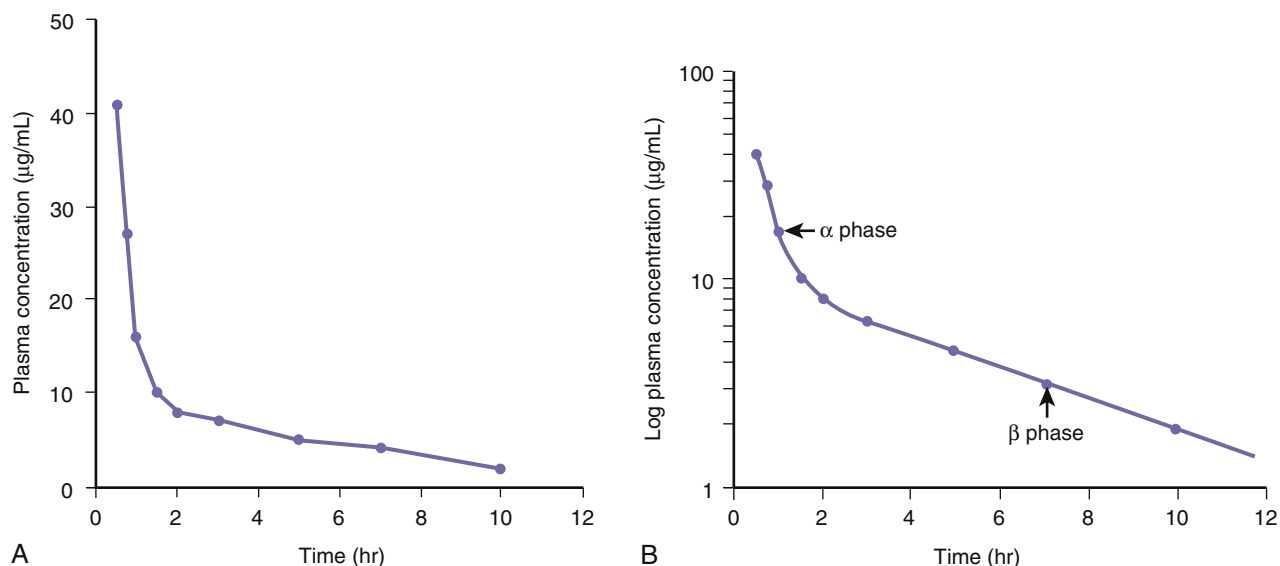 50
40
30
20
10
0
Plasma concentration (µg/mL)
0 2 4 6 8 10 12
Time (hr)
A
100
10
1
Log plasma concentration (µg/mL)
α phase
β phase
0 2 4 6 8 10 12
Time (hr)
B